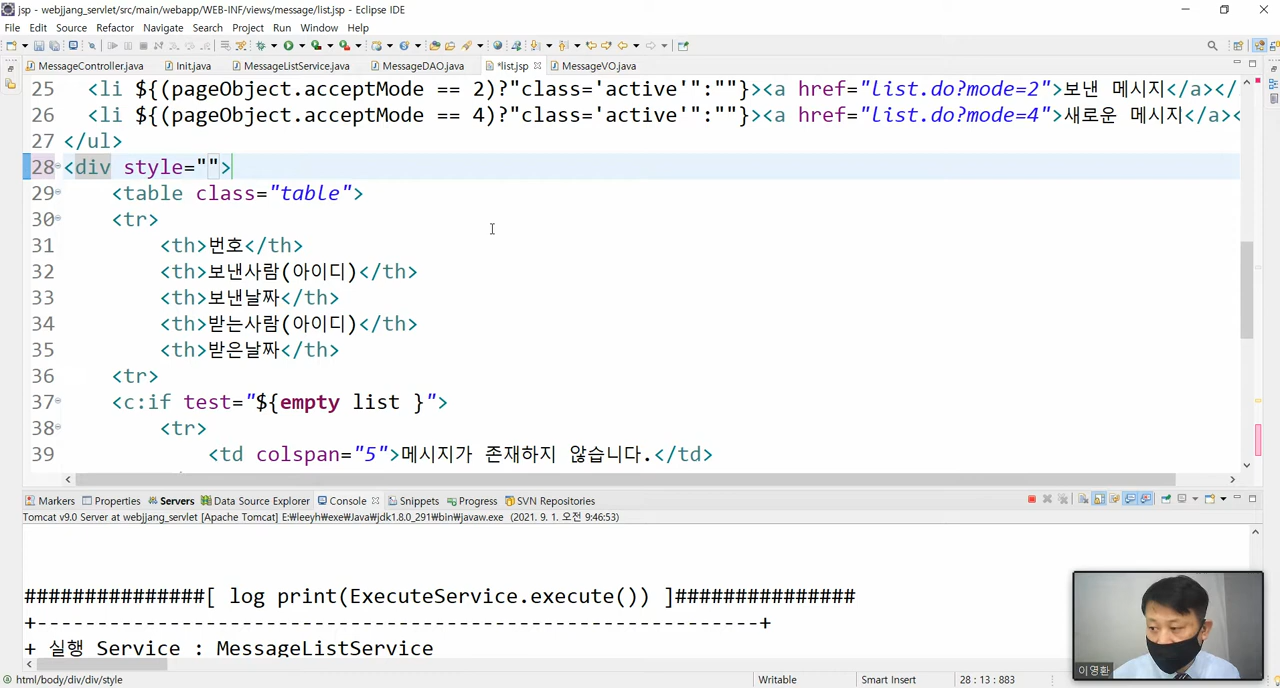 jsp - webjjang_servlet/src/main/webapp/WEB-INF/views/message/list.jsp - Eclipse IDE
File Edit Source Refactor Navigate Search Project Run Window Help
MessageController.java Init.java MessageListService.java MessageDAO.java *list.jsp MessageVO.java
25 <li ${(pageObject.acceptMode == 2)?"class='active'":""}><a href="list.do?mode=2">보낸 메시지</a></
26 <li ${(pageObject.acceptMode == 4)?"class='active'":""}><a href="list.do?mode=4">새로운 메시지</a><
27 </ul>
28 <div style="">
29 <table class="table">
30 <tr>
31 <th>번호</th>
32 <th>보낸사람(아이디)</th>
33 <th>보낸날짜</th>
34 <th>받는사람(아이디)</th>
35 <th>받은날짜</th>
36 <tr>
37 <c:if test="${empty list }">
38 <tr>
39 <td colspan="5">메시지가 존재하지 않습니다.</td>
Markers Properties Servers Data Source Explorer Console Snippets Progress SVN Repositories
Tomcat v9.0 Server at webjjang_servlet [Apache Tomcat] E:₩leeyh₩exe₩Java₩jdk1.8.0_291₩bin₩javaw.exe (2021. 9. 1. 오전 9:46:53)
###############[ log print(ExecuteService.execute()) ]###############
+------------------------------------------------------------+
+ 실행 Service : MessageListService
이영환
html/body/div/div/style Writable Smart Insert 28 : 13 : 883